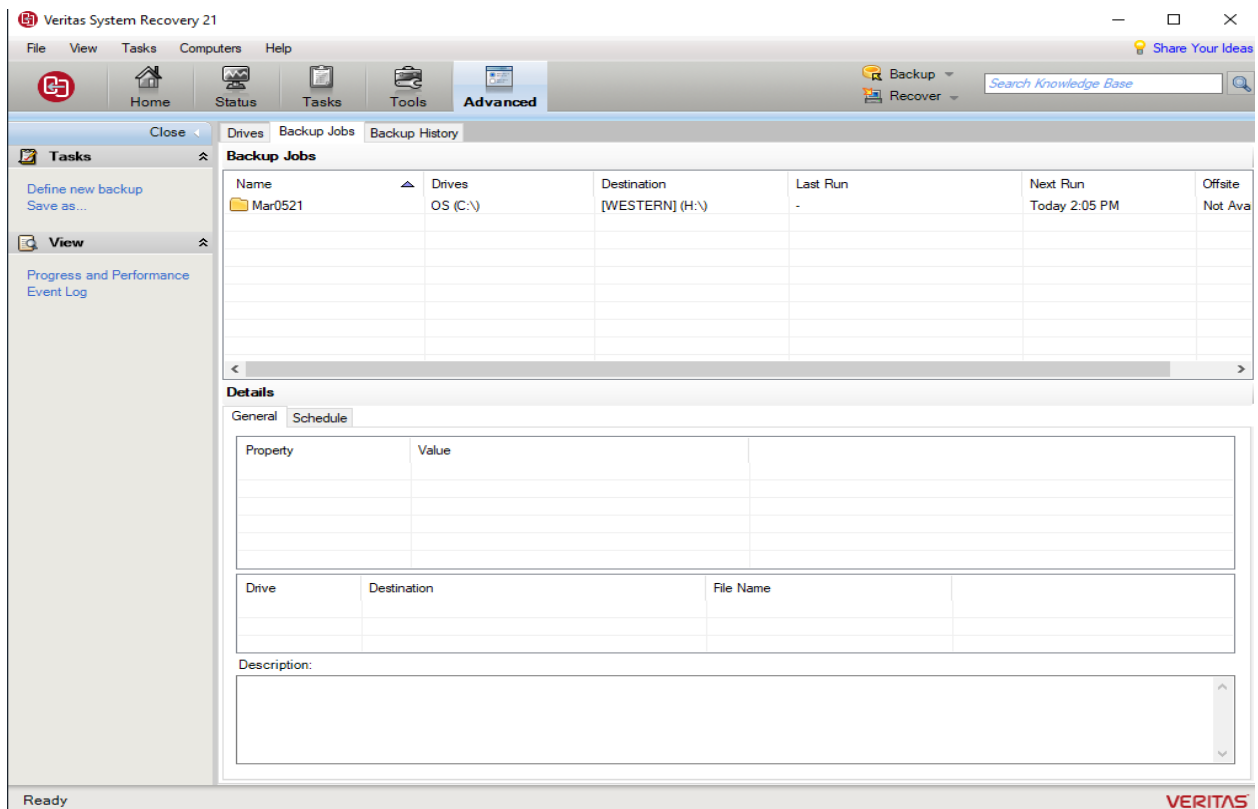 Veritas System Recovery 21
File View Tasks Computers Help
Share Your Ideas
Home
Status
Tasks
Tools
Advanced
Backup
Recover
Search Knowledge Base
Close
Drives Backup Jobs Backup History
Tasks
Define new backup
Save as...
View
Progress and Performance
Event Log
Backup Jobs
Name Drives Destination Last Run Next Run Offsite
Mar0521 OS (C:\) [WESTERN] (H:\) - Today 2:05 PM Not Ava
Details
General Schedule
Property Value
Drive Destination File Name
Description:
Ready
VERITAS